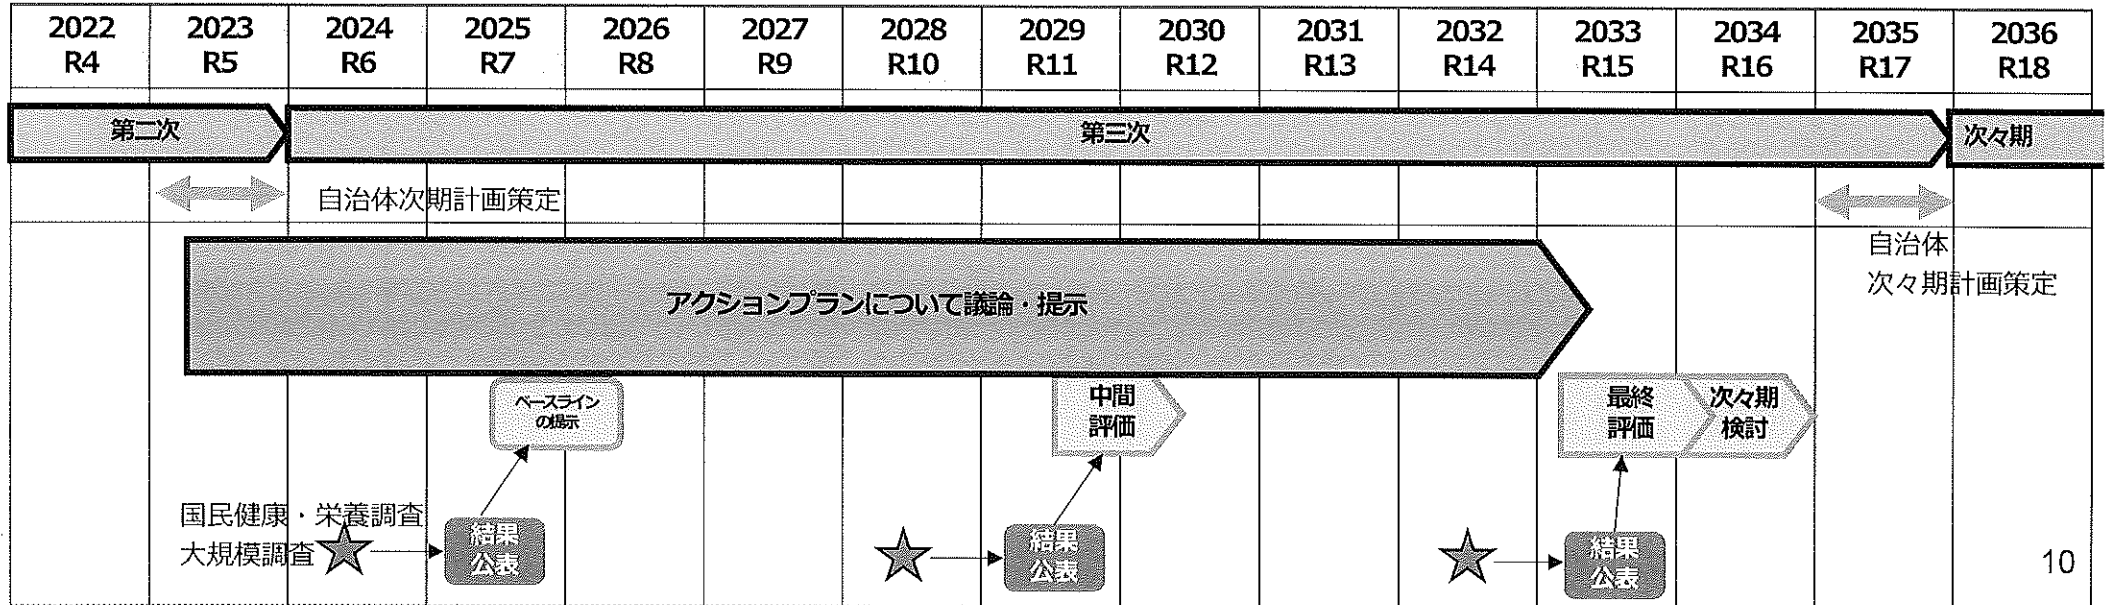 2022 2023 2024 2025 2026 2027 2028 2029 2030 2031 2032 2033 2034 2035 2036
R4 R5 R6 R7 R8 R9 R10 R11 R12 R13 R14 R15 R16 R17 R18
第二次 第三次 次々期
自治体次期計画策定
自治体
次々期計画策定
アクションプランについて議論・提示
ベースライン
の提示
中間
評価
最終
評価
次々期
検討
国民健康・栄養調査
大規模調査
結果
公表
結果
公表
結果
公表
10